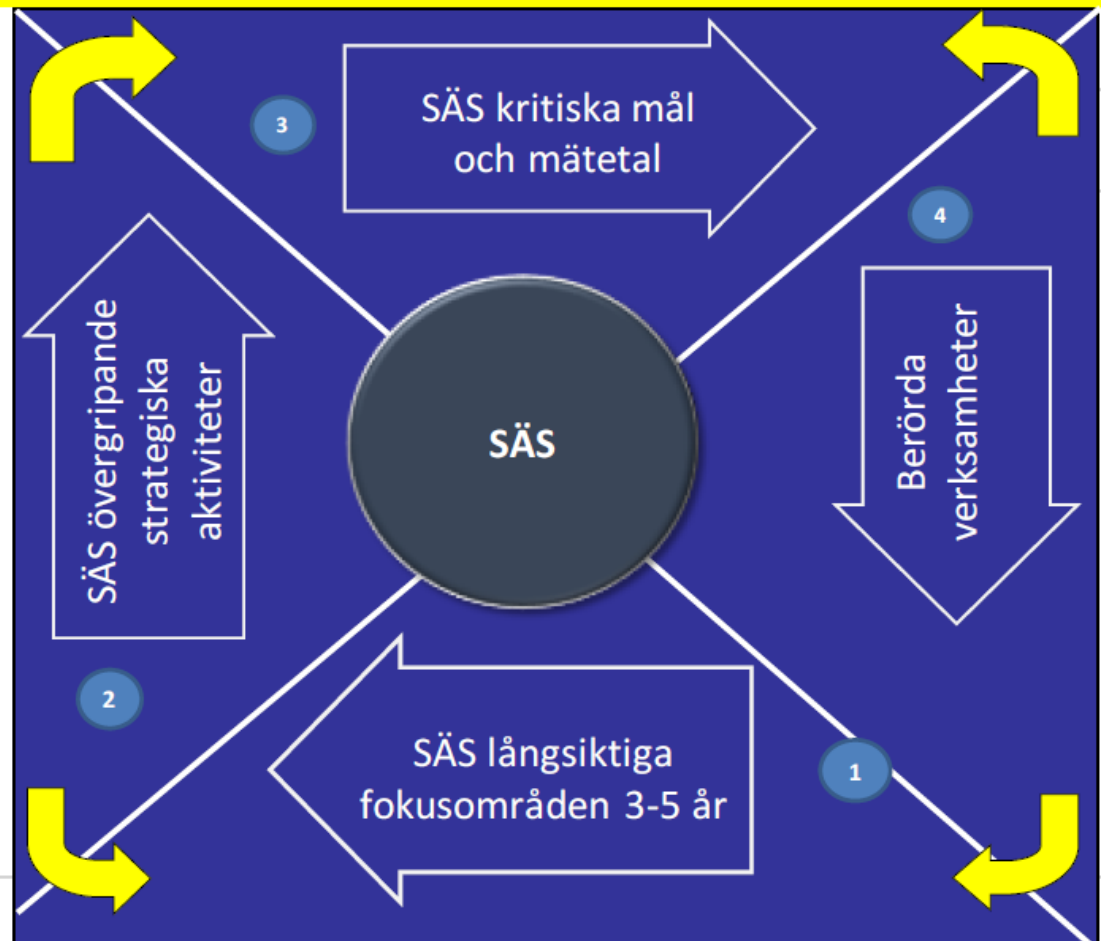 3
SÄS kritiska mål
och mätetal
4
SÄS övergripande
strategiska
aktiviteter
SÄS
Berörda
verksamheter
2
SÄS långsiktiga
fokusområden 3-5 år
1